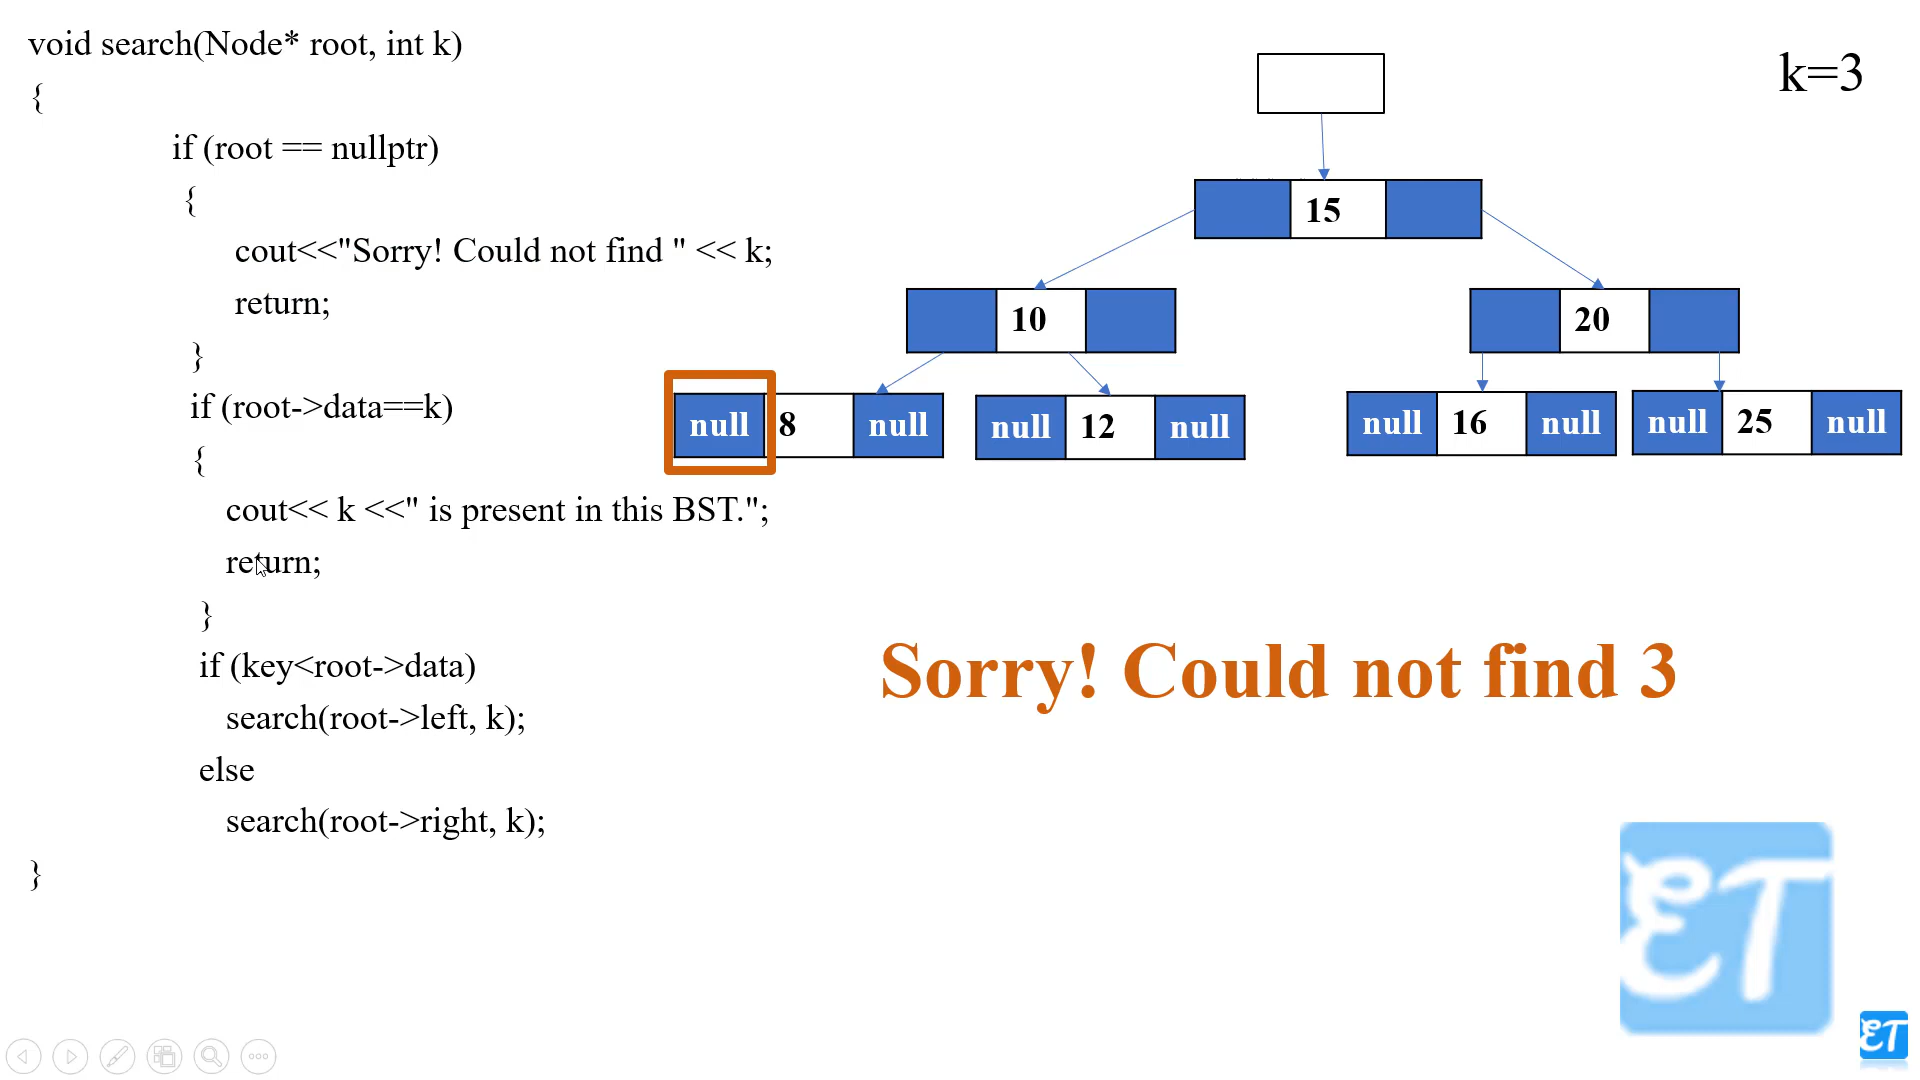 void search(Node* root, int k)
{
if (root == nullptr)
{
cout<<"Sorry! Could not find " << k;
return;
}
if (root->data==k)
{
cout<< k <<" is present in this BST.";
return;
}
if (key<root->data)
search(root->left, k);
else
search(root->right, k);
}
k=3
15
10
20
null 8 null
null 12 null
null 16 null
null 25 null
Sorry! Could not find 3
ET
ET